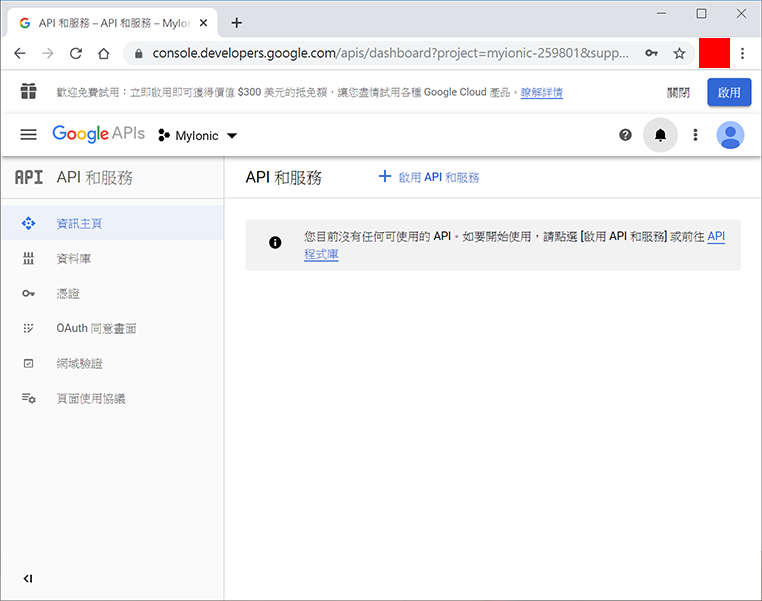 API 和服務 – API 和服務 – MyIon
console.developers.google.com/apis/dashboard?project=myionic-259801&supp...
歡迎免費試用：立即啟用即可獲得價值 $300 美元的抵免額，讓您盡情試用各種 Google Cloud 產品。瞭解詳情
關閉
啟用
Google APIs
MyIonic
API
API 和服務
API 和服務
啟用 API 和服務
資訊主頁
您目前沒有任何可使用的 API。如要開始使用，請點選 [啟用 API 和服務] 或前往 API
程式庫
資料庫
憑證
OAuth 同意畫面
網域驗證
頁面使用協議